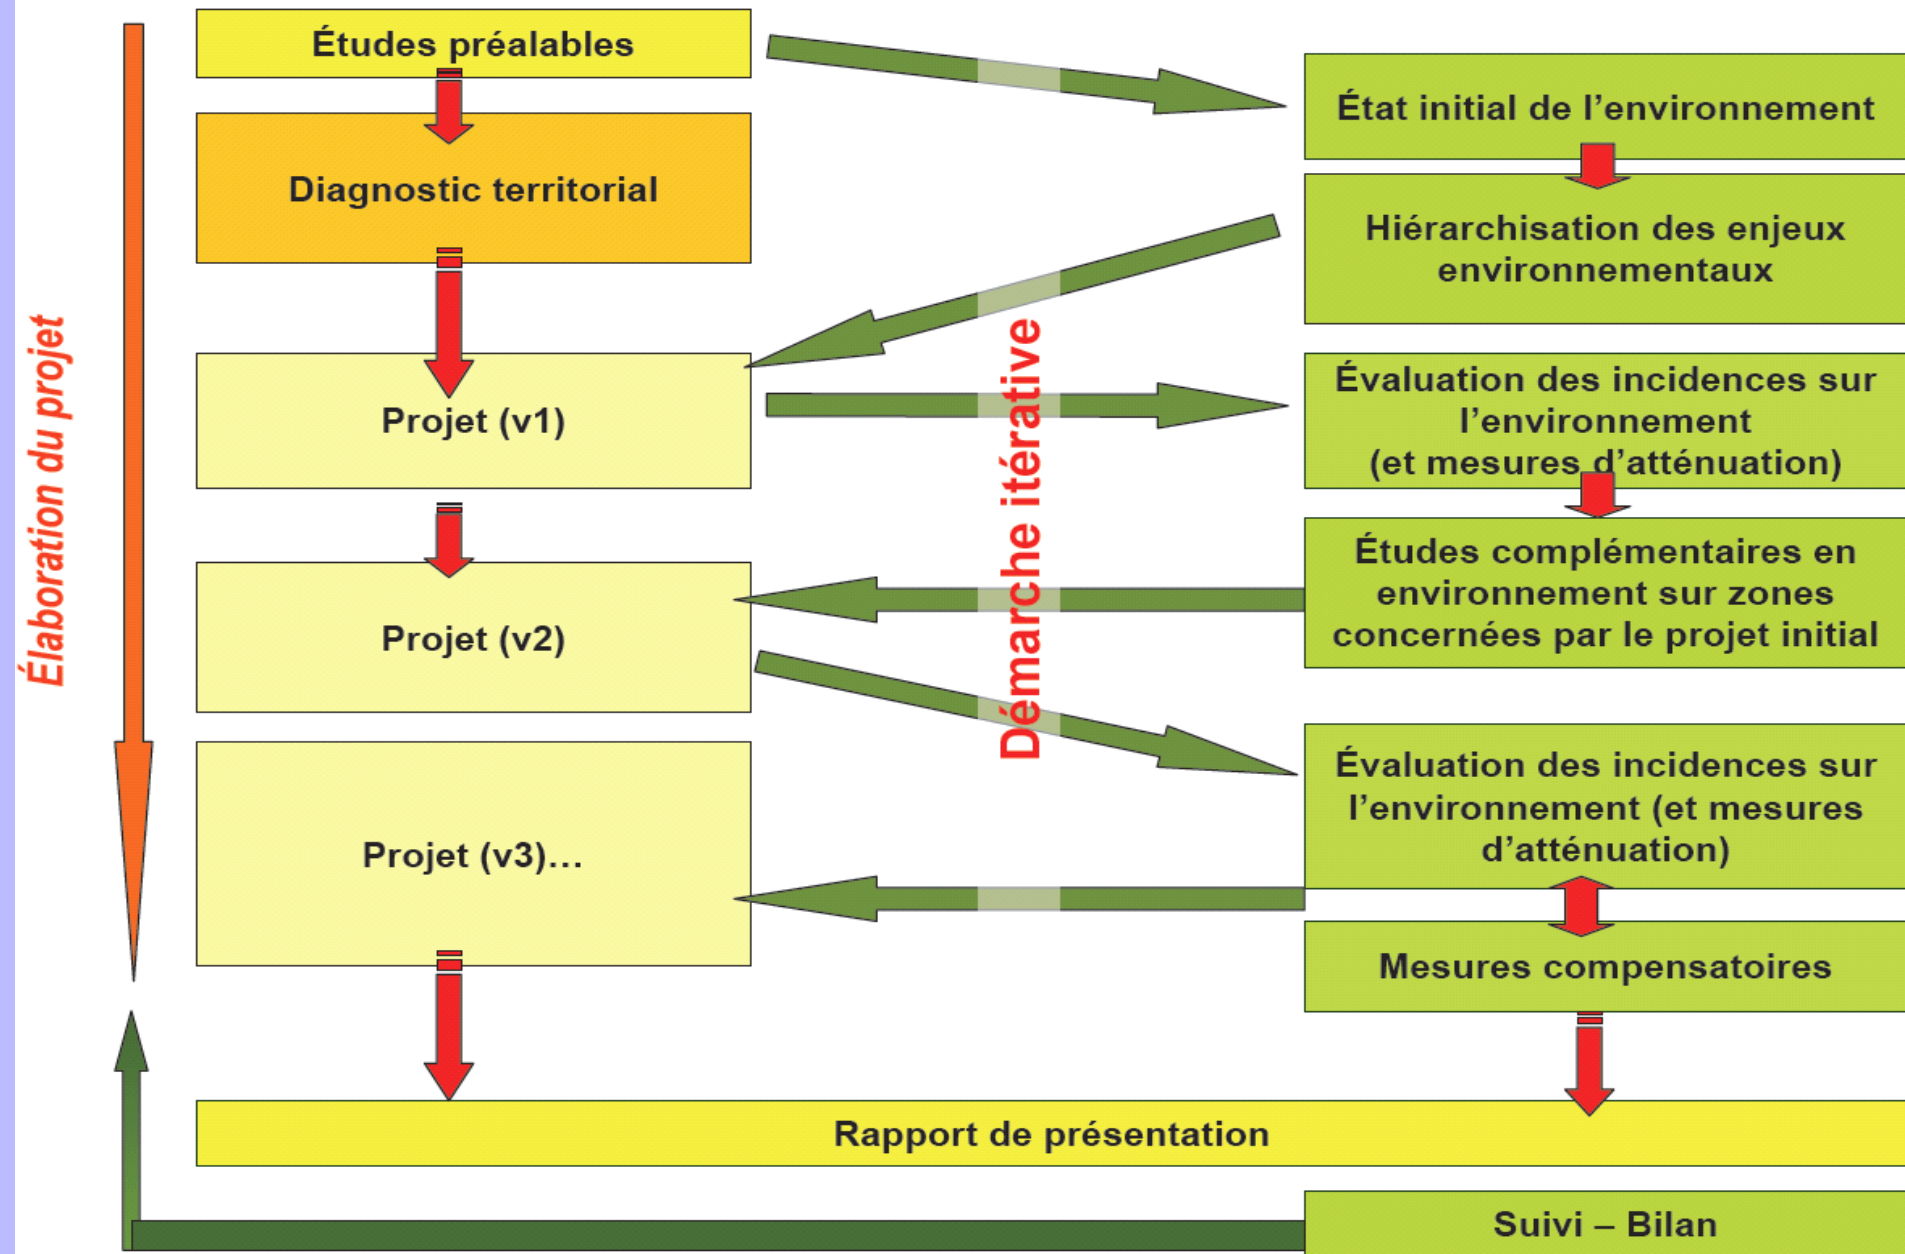 Élaboration du projet
Études préalables
Diagnostic territorial
Projet (v1)
Projet (v2)
Projet (v3)…
Démarche itérative
État initial de l’environnement
Hiérarchisation des enjeux
environnementaux
Évaluation des incidences sur
l’environnement
(et mesures d’atténuation)
Études complémentaires en
environnement sur zones
concernées par le projet initial
Évaluation des incidences sur
l’environnement (et mesures
d’atténuation)
Mesures compensatoires
Rapport de présentation
Suivi – Bilan